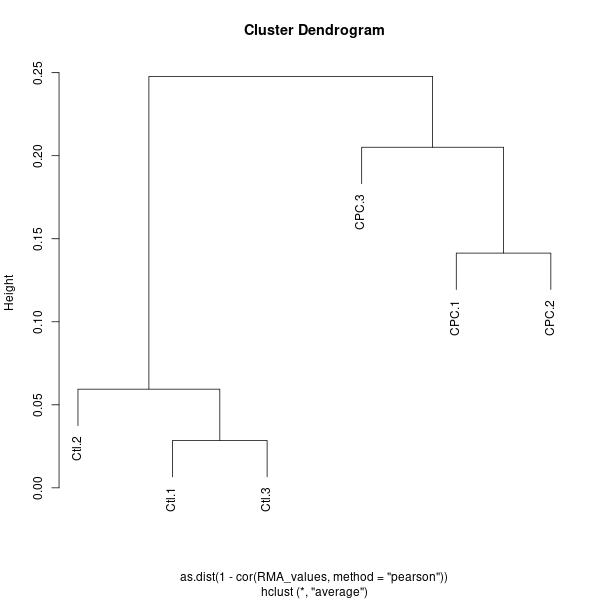 Cluster Dendrogram
Height
0.25
0.20
0.15
0.10
0.05
0.00
CPC.3
CPC.1
CPC.2
Ctl.2
Ctl.1
Ctl.3
as.dist(1 - cor(RMA_values, method = "pearson"))
hclust (*, "average")